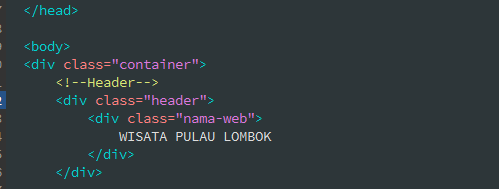 </head>
<body>
<div class="container">
<!--Header-->
<div class="header">
<div class="nama-web">
WISATA PULAU LOMBOK
</div>
</div>